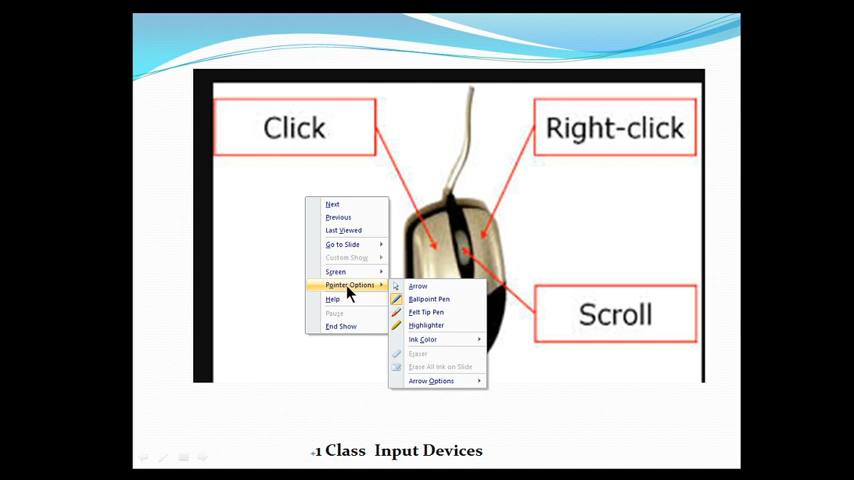 Click
Right-click
Next
Previous
Last Viewed
Go to Slide
Custom Show
Screen
Pointer Options
Help
Pause
End Show
Arrow
Ballpoint Pen
Felt Tip Pen
Highlighter
Ink Color
Eraser
Erase All Ink on Slide
Arrow Options
Scroll
1 Class Input Devices